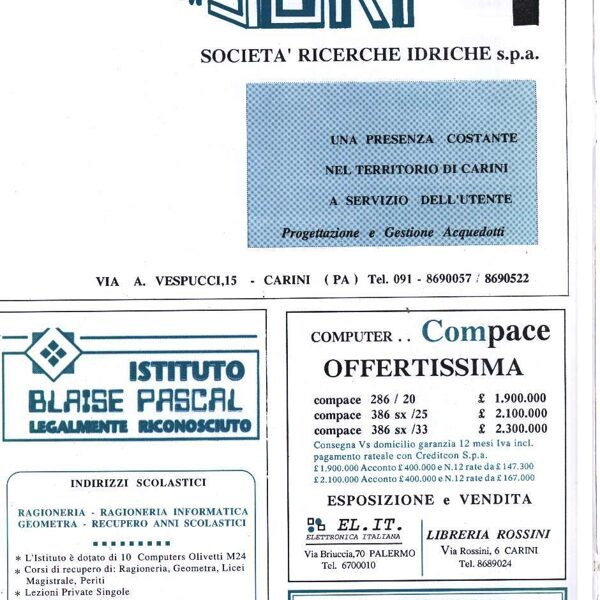 SOCIETA' RICERCHE IDRICHE s.p.a.
UNA PRESENZA COSTANTE
NEL TERRITORIO DI CARINI
A SERVIZIO DELL'UTENTE
Progettazione e Gestione Acquedotti
VIA A. VESPUCCI,15 - CARINI (PA) Tel. 091 - 8690057 / 8690522
ISTITUTO
BLAISE PASCAL
LEGALMENTE RICONOSCIUTO
INDIRIZZI SCOLASTICI
RAGIONERIA - RAGIONERIA INFORMATICA
GEOMETRA - RECUPERO ANNI SCOLASTICI
* L'Istituto è dotato di 10 Computers Olivetti M24
* Corsi di recupero di: Ragioneria, Geometra, Licei
Magistrale, Periti
* Lezioni Private Singole
COMPUTER . . Compace
OFFERTISSIMA
compace 286 / 20 £ 1.900.000
compace 386 sx /25 £ 2.100.000
compace 386 sx /33 £ 2.300.000
Consegna Vs domicilio garanzia 12 mesi Iva incl.
pagamento rateale con Creditcon S.p.a.
£ 1.900.000 Acconto £ 400.000 e N.12 rate da £ 147.300
£ 2.100.000 Acconto £ 400.000 e N.12 rate da £ 167.000
ESPOSIZIONE e VENDITA
EL.IT.
ELETTRONICA ITALIANA
Via Briuccia,70 PALERMO
Tel. 6700010
LIBRERIA ROSSINI
Via Rossini, 6 CARINI
Tel. 8689024